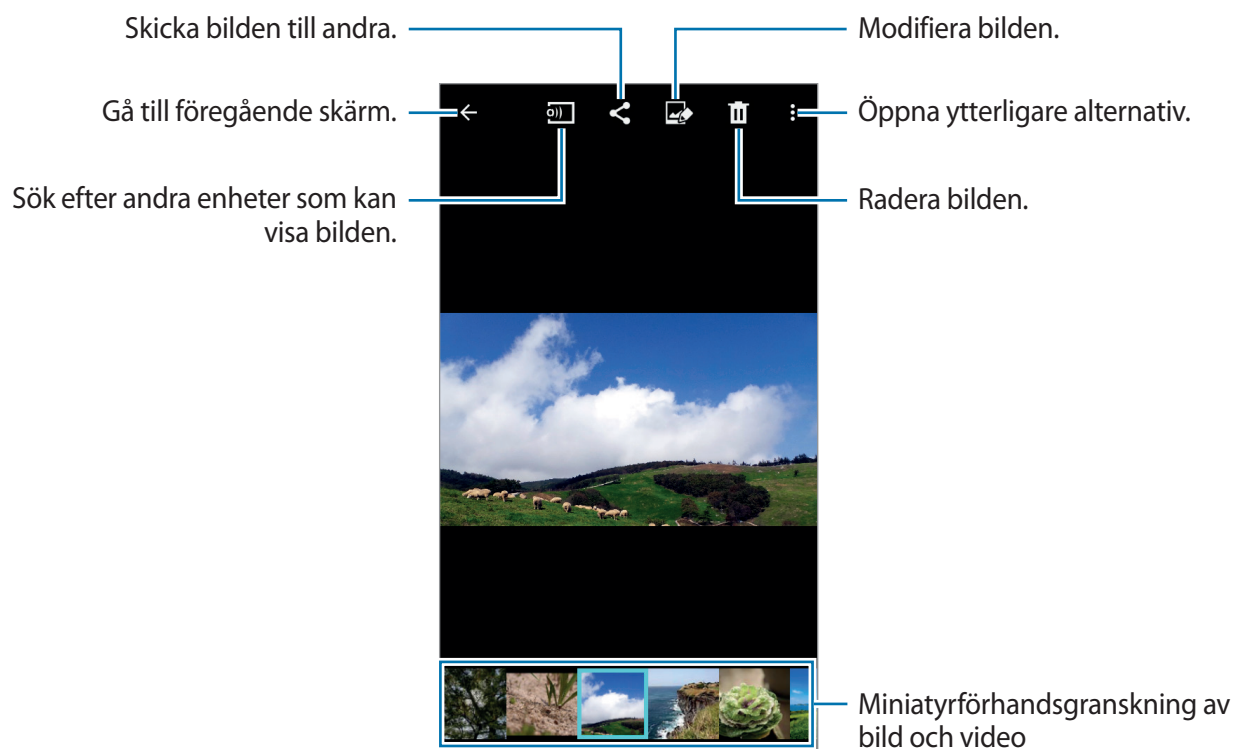 Skicka bilden till andra.
Modifiera bilden.
Gå till föregående skärm.
Öppna ytterligare alternativ.
Sök efter andra enheter som kan
visa bilden.
Radera bilden.
Miniatyrförhandsgranskning av
bild och video